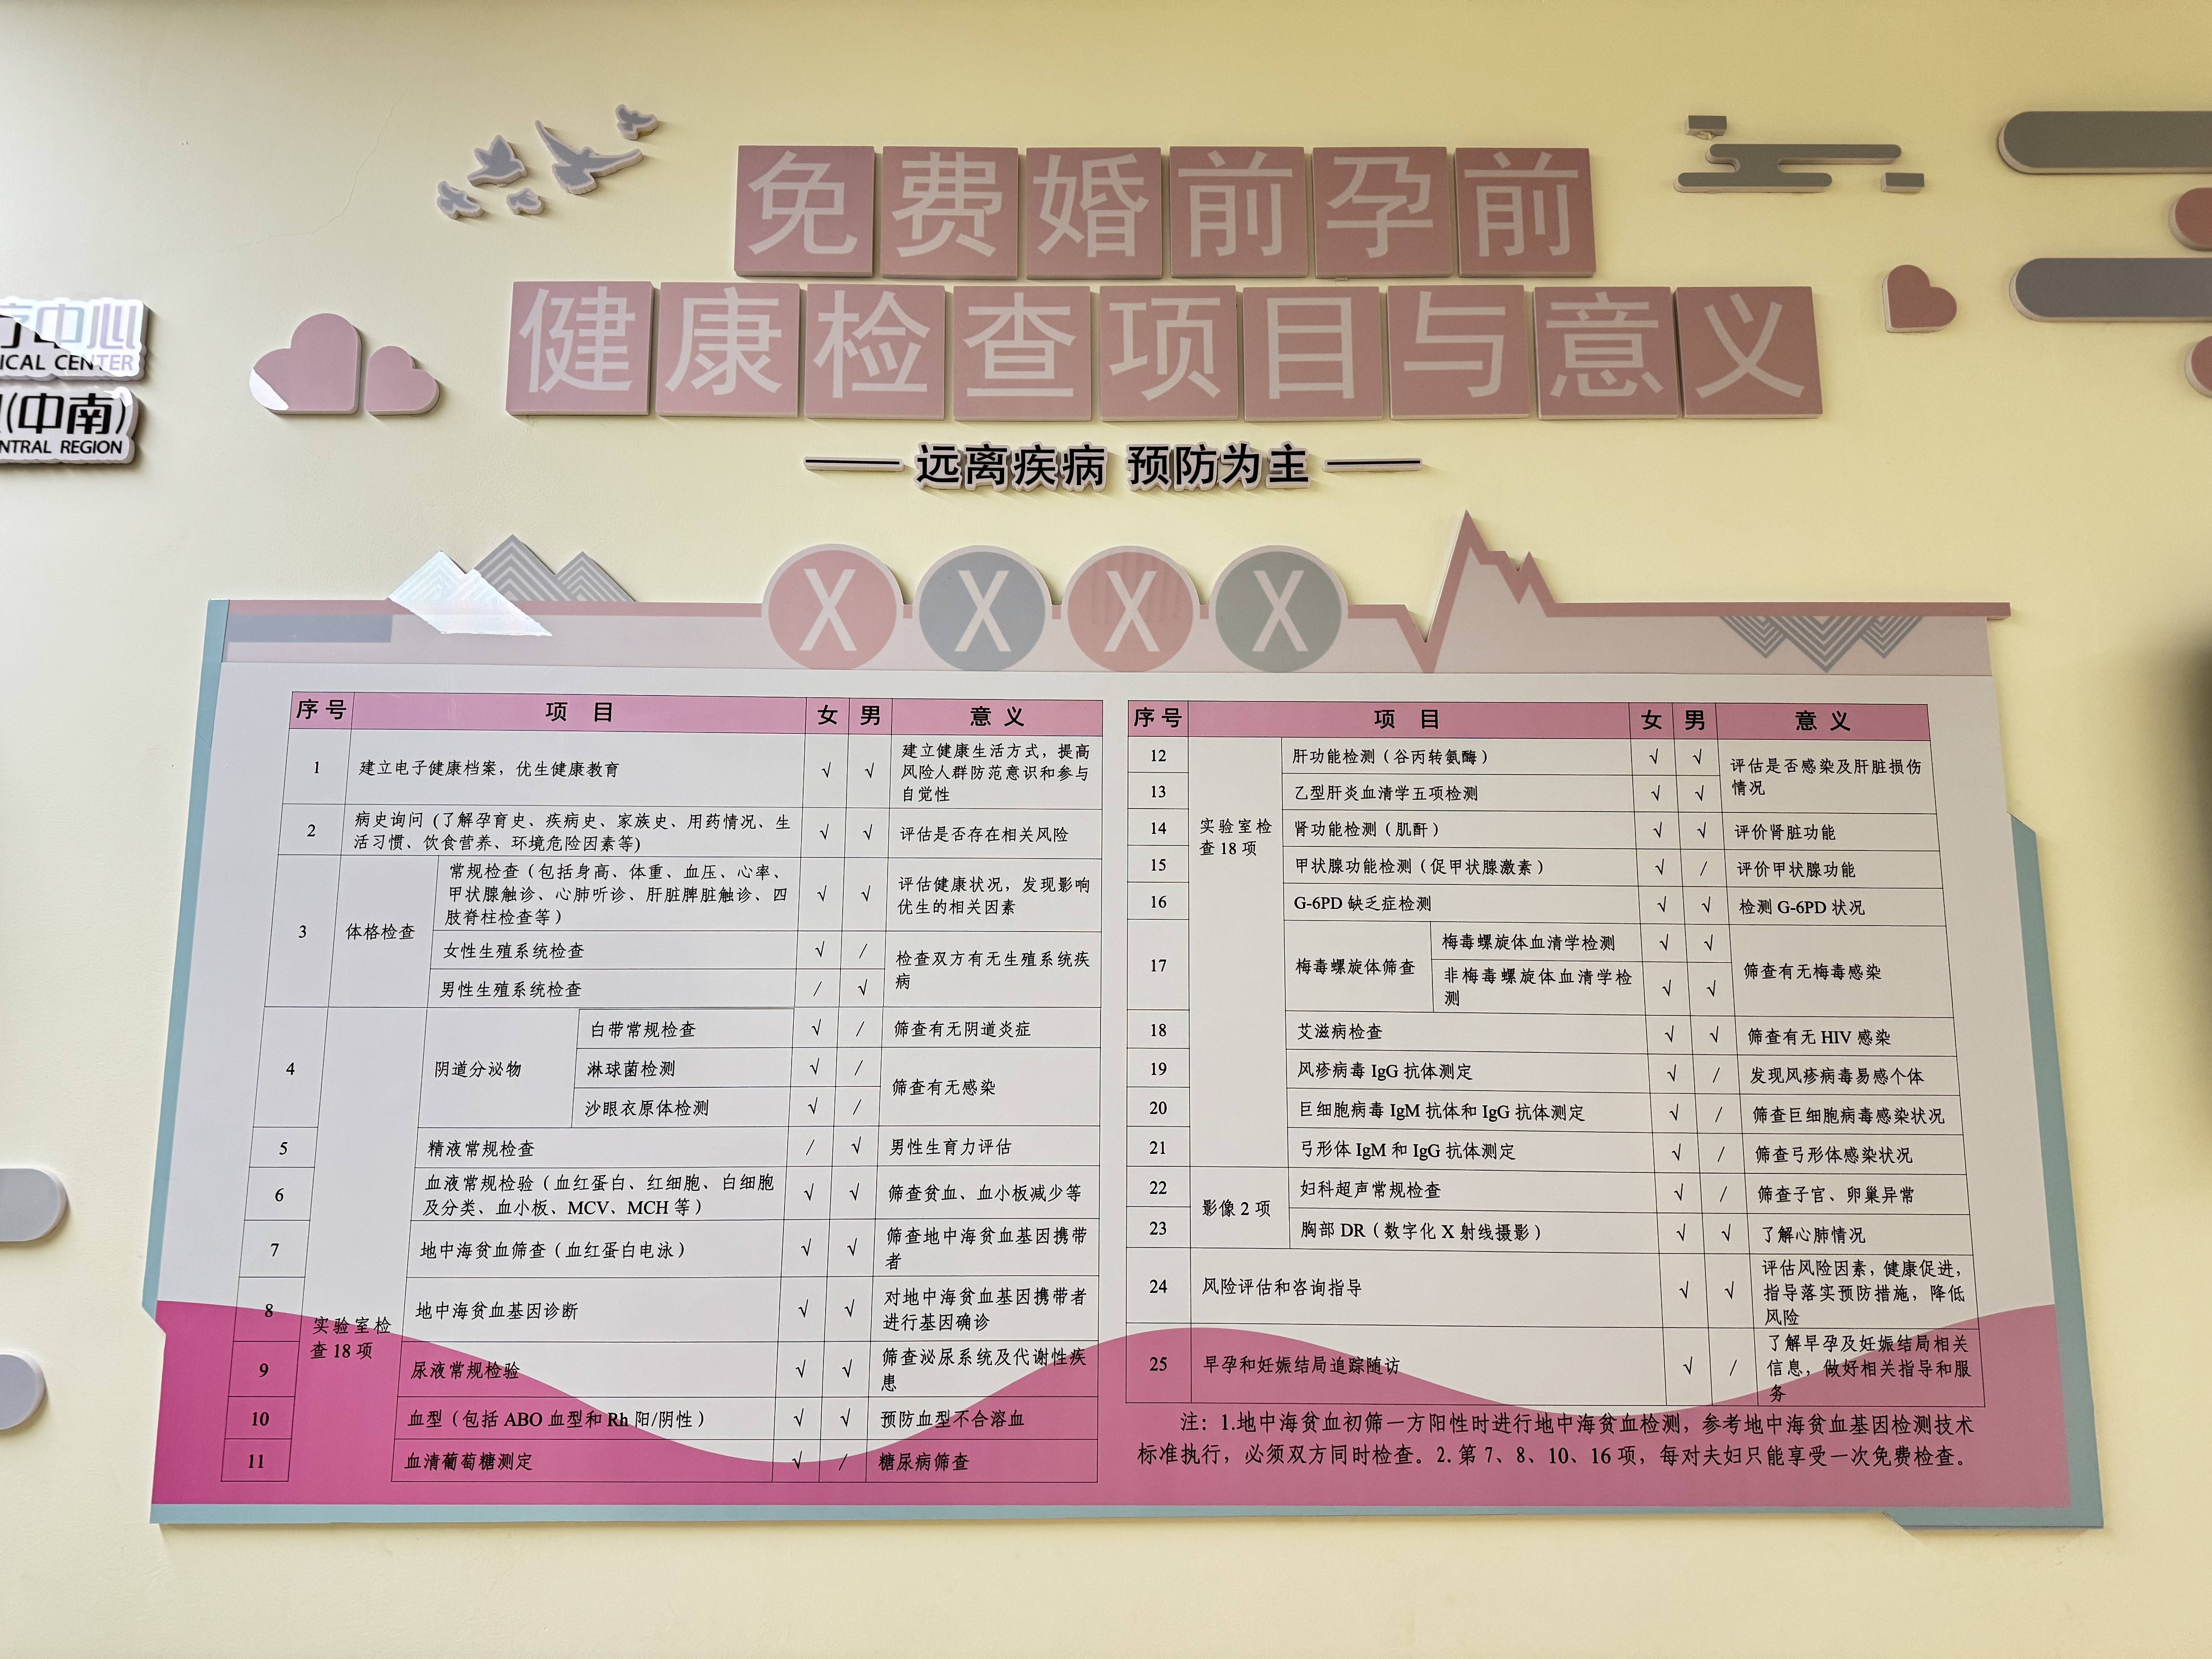 免费婚前孕前
健康检查项目与意义
远离疾病 预防为主
中心
ICAL CENTER
(中南)
NTRAL REGION
X X X X
序号 项 目 女 男 意 义
1 建立电子健康档案，优生健康教育 √ √ 建立健康生活方式，提高
风险人群防范意识和参与
自觉性
2 病史询问（了解孕育史、疾病史、家族史、用药情况、生
活习惯、饮食营养、环境危险因素等） √ √ 评估是否存在相关风险
3 体格检查 常规检查（包括身高、体重、血压、心率、
甲状腺触诊、心肺听诊、肝脏脾脏触诊、四
肢脊柱检查等） √ √ 评估健康状况，发现影响
优生的相关因素
女性生殖系统检查 √ / 检查双方有无生殖系统疾
病
男性生殖系统检查 / √
实验室检
查18项
4 阴道分泌物 白带常规检查 √ / 筛查有无阴道炎症
淋球菌检测 √ / 筛查有无感染
沙眼衣原体检测 √ /
5 精液常规检查 / √ 男性生育力评估
6 血液常规检验（血红蛋白、红细胞、白细胞
及分类、血小板、MCV、MCH 等） √ √ 筛查贫血、血小板减少等
7 地中海贫血筛查（血红蛋白电泳） √ √ 筛查地中海贫血基因携带
者
8 地中海贫血基因诊断 √ √ 对地中海贫血基因携带者
进行基因确诊
9 尿液常规检验 √ √ 筛查泌尿系统及代谢性疾
患
10 血型（包括 ABO 血型和 Rh 阳/阴性） √ √ 预防血型不合溶血
11 血清葡萄糖测定 √ / 糖尿病筛查
序号 项 目 女 男 意 义
实验室检
查18项
12 肝功能检测（谷丙转氨酶） √ √ 评估是否感染及肝脏损伤
情况
13 乙型肝炎血清学五项检测 √ √
14 肾功能检测（肌酐） √ √ 评价肾脏功能
15 甲状腺功能检测（促甲状腺激素） √ / 评价甲状腺功能
16 G-6PD 缺乏症检测 √ √ 检测 G-6PD 状况
17 梅毒螺旋体筛查 梅毒螺旋体血清学检测 √ √ 筛查有无梅毒感染
非梅毒螺旋体血清学检
测 √ √
18 艾滋病检查 √ √ 筛查有无 HIV 感染
19 风疹病毒 IgG 抗体测定 √ / 发现风疹病毒易感个体
20 巨细胞病毒 IgM 抗体和 IgG 抗体测定 √ / 筛查巨细胞病毒感染状况
21 弓形体 IgM 和 IgG 抗体测定 √ / 筛查弓形体感染状况
影像2项
22 妇科超声常规检查 √ / 筛查子宫、卵巢异常
23 胸部 DR（数字化 X 射线摄影） √ √ 了解心肺情况
24 风险评估和咨询指导 √ √ 评估风险因素，健康促进，
指导落实预防措施，降低
风险
25 早孕和妊娠结局追踪随访 √ / 了解早孕及妊娠结局相关
信息，做好相关指导和服
务
注：1.地中海贫血初筛一方阳性时进行地中海贫血检测，参考地中海贫血基因检测技术
标准执行，必须双方同时检查。2.第 7、8、10、16 项，每对夫妇只能享受一次免费检查。